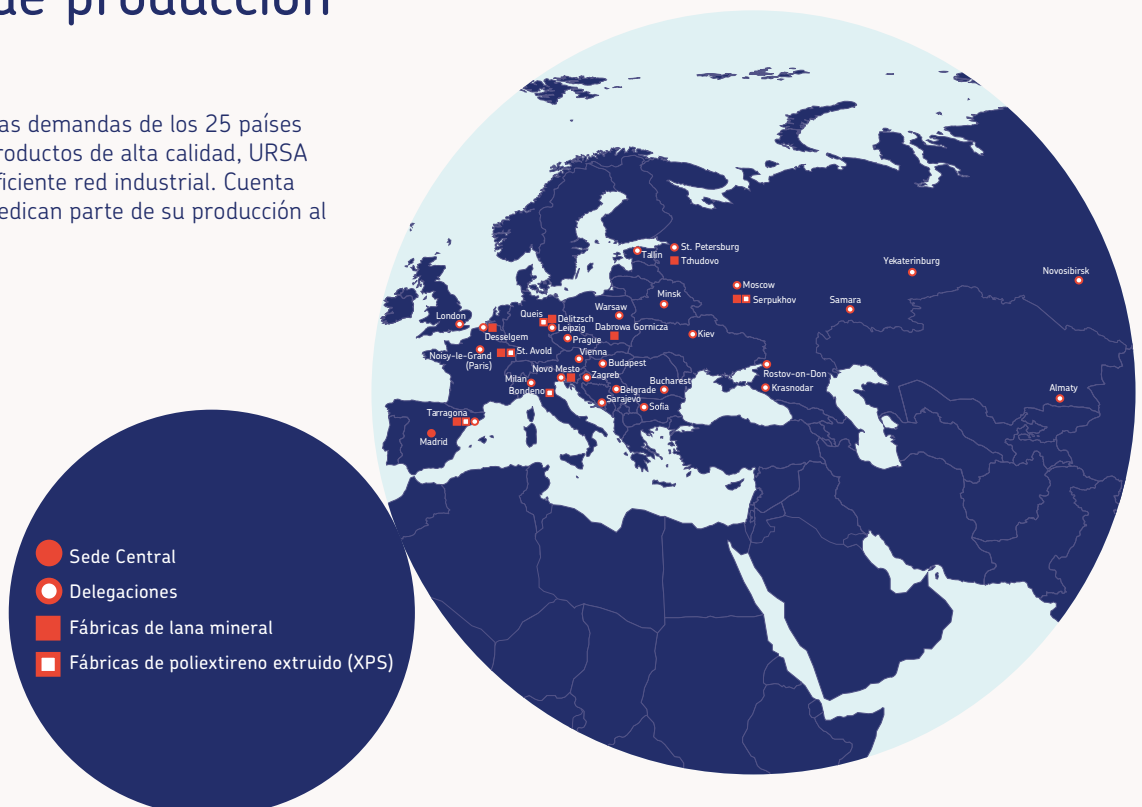 de producción
as demandas de los 25 países
roductos de alta calidad, URSA
ficiente red industrial. Cuenta
edican parte de su producción al
St. Petersburg
Tallin
Tchudovo
Yekaterinburg
Novosibirsk
Moscow
Minsk
Serpukhov
Samara
Warsaw
London
Queis
Delitzsch
Leipzig
Dabrowa Gornicza
Kiev
Desselgem
Prague
Noisy-le-Grand
(Paris)
St. Avold
Vienna
Budapest
Novo Mesto
Zagreb
Rostov-on-Don
Milan
Bucharest
Krasnodar
Almaty
Bondeno
Belgrade
Sarajevo
Sofia
Tarragona
Madrid
Sede Central
Delegaciones
Fábricas de lana mineral
Fábricas de poliextireno extruido (XPS)